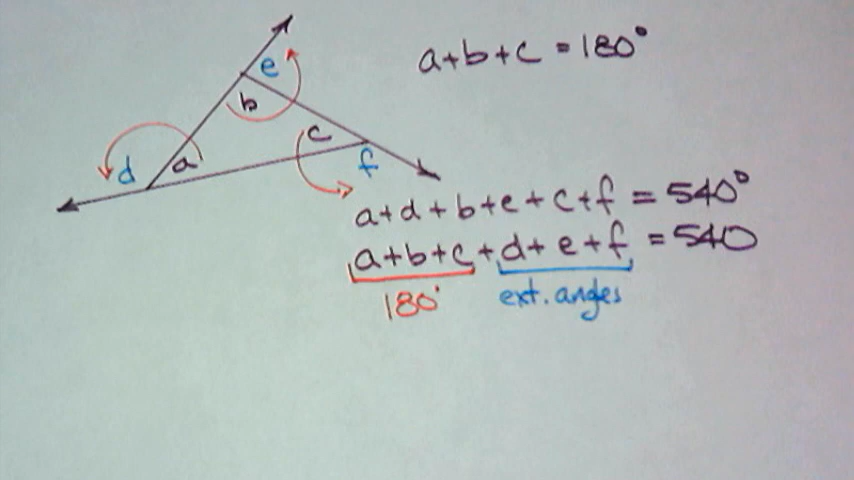 e
b
c
a
d
f
a+b+c = 180°
a+d+b+e+c+f = 540°
a+b+c + d+e+f = 540
180° ext. angles